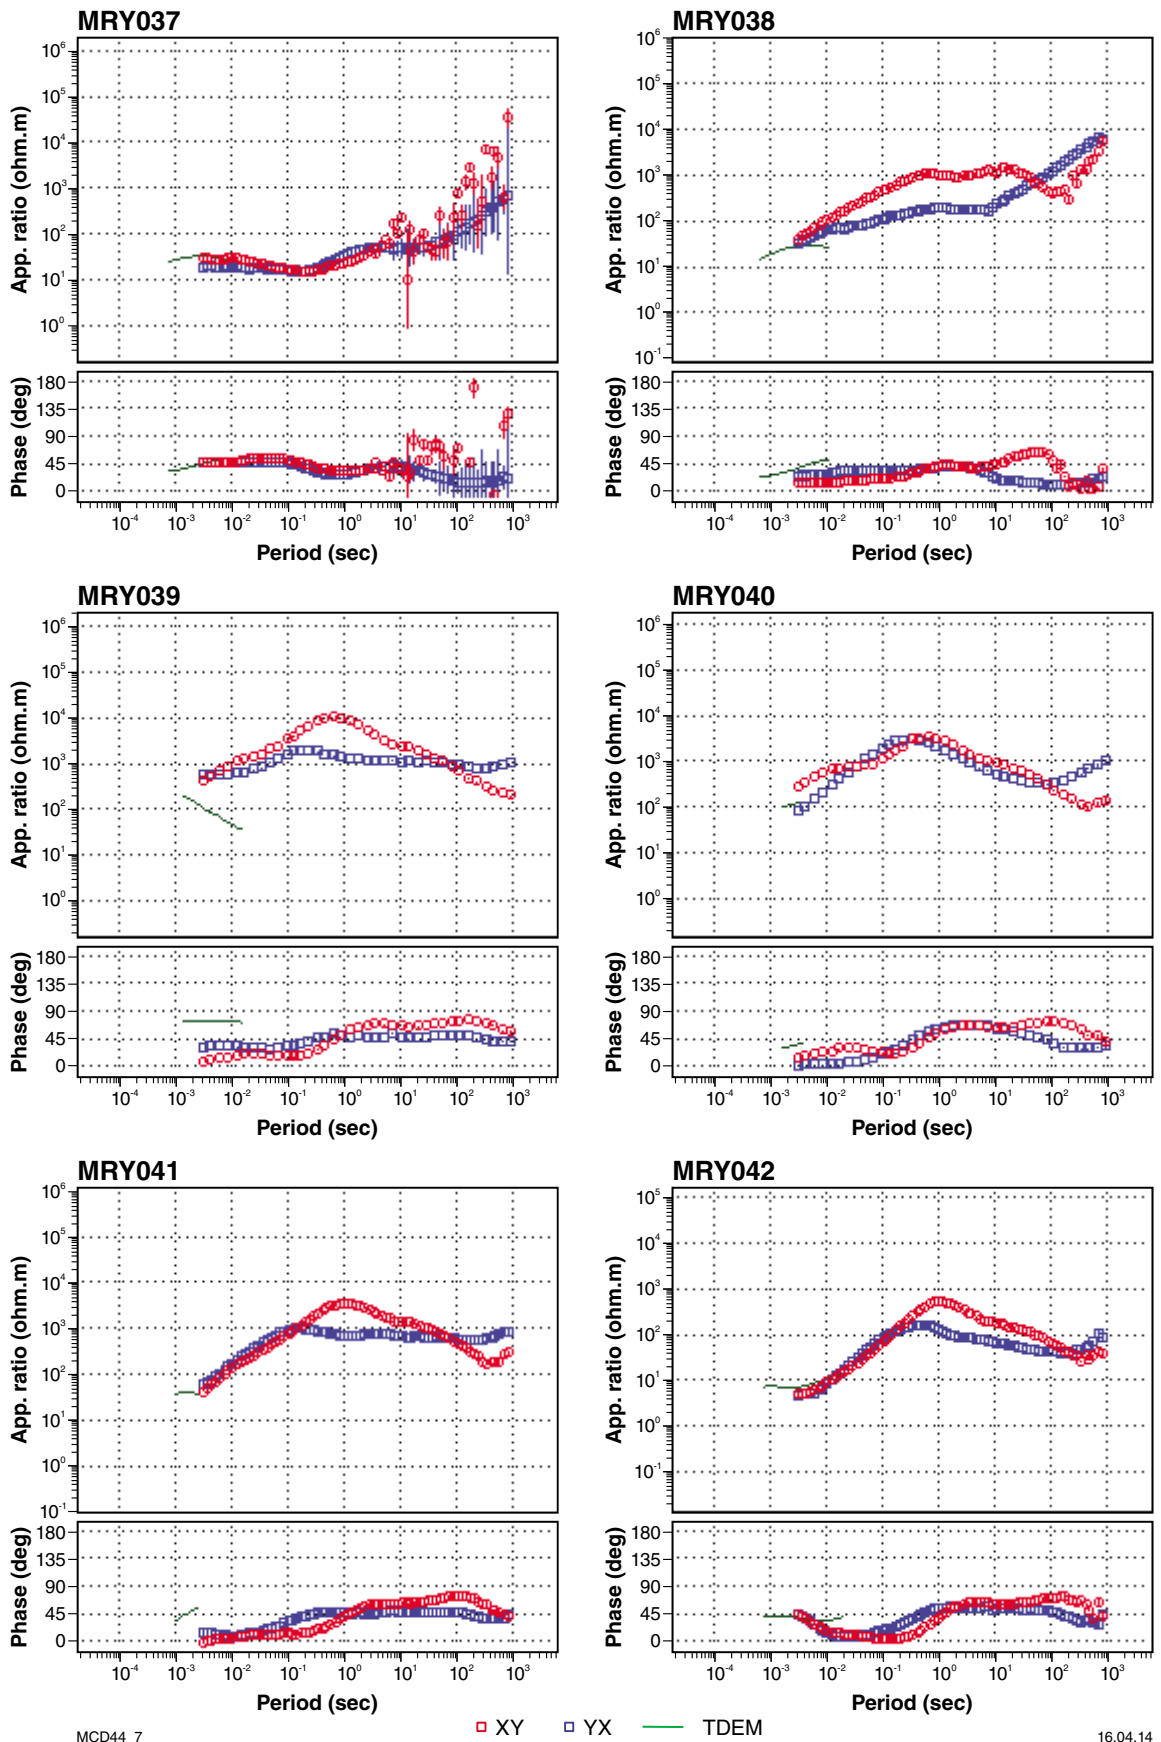 MRY037
MRY038
App. ratio (ohm.m)
10⁶
10⁵
10⁴
10³
10²
10¹
10⁰
App. ratio (ohm.m)
10⁶
10⁵
10⁴
10³
10²
10¹
10⁰
10⁻¹
Phase (deg)
180
135
90
45
0
Phase (deg)
180
135
90
45
0
10⁻⁴ 10⁻³ 10⁻² 10⁻¹ 10⁰ 10¹ 10² 10³
10⁻⁴ 10⁻³ 10⁻² 10⁻¹ 10⁰ 10¹ 10² 10³
Period (sec)
Period (sec)
MRY039
MRY040
App. ratio (ohm.m)
10⁶
10⁵
10⁴
10³
10²
10¹
10⁰
App. ratio (ohm.m)
10⁶
10⁵
10⁴
10³
10²
10¹
10⁰
Phase (deg)
180
135
90
45
0
Phase (deg)
180
135
90
45
0
10⁻⁴ 10⁻³ 10⁻² 10⁻¹ 10⁰ 10¹ 10² 10³
10⁻⁴ 10⁻³ 10⁻² 10⁻¹ 10⁰ 10¹ 10² 10³
Period (sec)
Period (sec)
MRY041
MRY042
App. ratio (ohm.m)
10⁶
10⁵
10⁴
10³
10²
10¹
10⁰
10⁻¹
App. ratio (ohm.m)
10⁵
10⁴
10³
10²
10¹
10⁰
10⁻¹
Phase (deg)
180
135
90
45
0
Phase (deg)
180
135
90
45
0
10⁻⁴ 10⁻³ 10⁻² 10⁻¹ 10⁰ 10¹ 10² 10³
10⁻⁴ 10⁻³ 10⁻² 10⁻¹ 10⁰ 10¹ 10² 10³
Period (sec)
Period (sec)
XY YX TDEM
MCD44_7
16.04.14